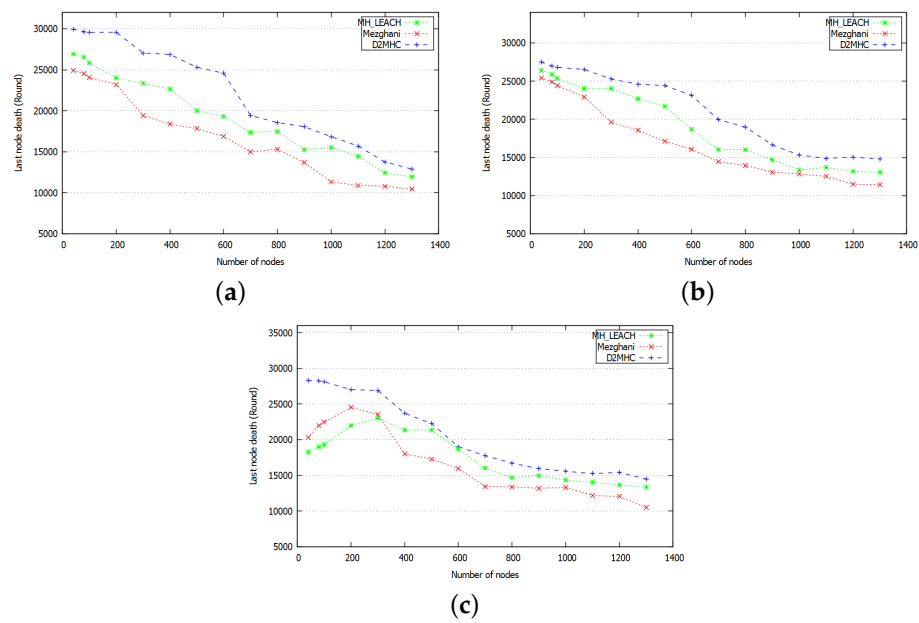 30000
25000
20000
15000
10000
5000
Last node death (Round)
MH_LEACH
Mezghani
D2MHC
0 200 400 600 800 1000 1200 1400
Number of nodes
(a)
30000
25000
20000
15000
10000
5000
Last node death (Round)
MH_LEACH
Mezghani
D2MHC
0 200 400 600 800 1000 1200 1400
Number of nodes
(b)
35000
30000
25000
20000
15000
10000
5000
Last node death (Round)
MH_LEACH
Mezghani
D2MHC
0 200 400 600 800 1000 1200 1400
Number of nodes
(c)